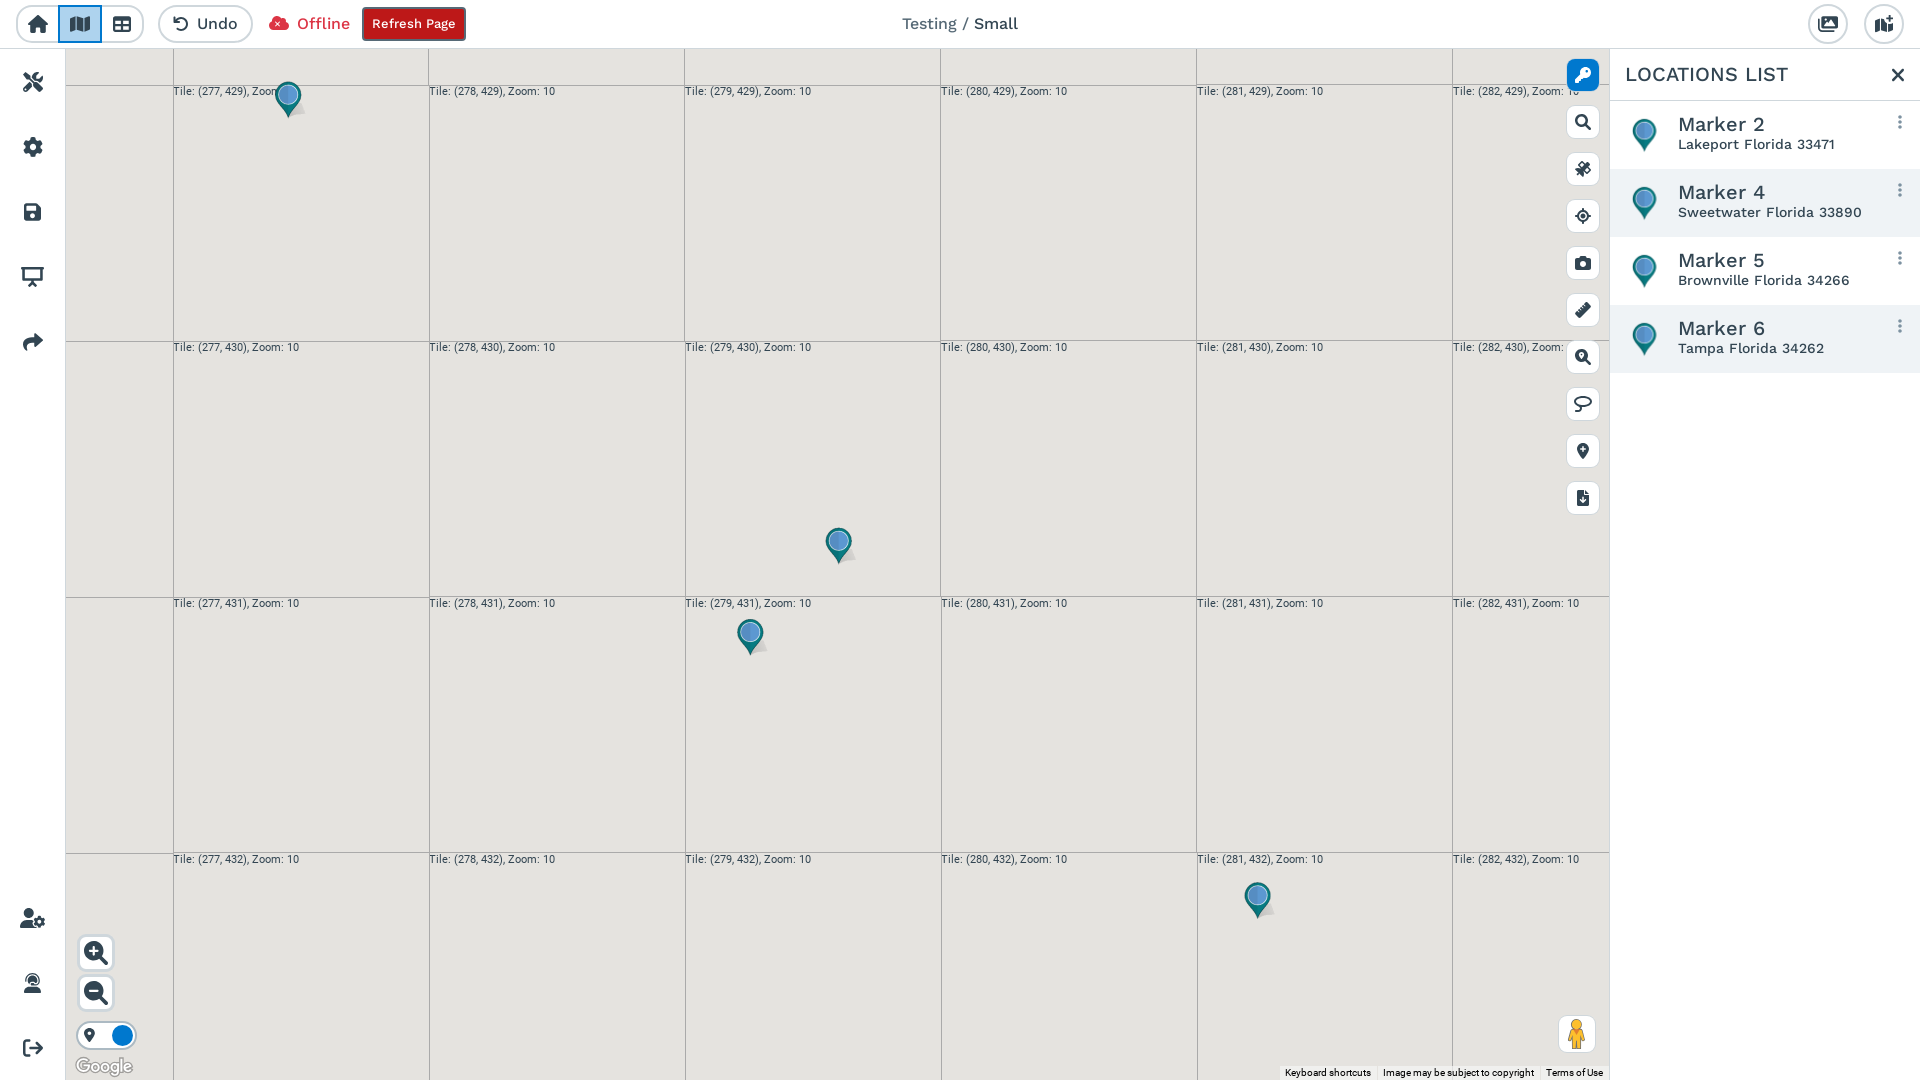 Undo
Offline
Refresh Page
Testing / Small
LOCATIONS LIST
Tile: (277, 429), Zoom
Tile: (278, 429), Zoom: 10
Tile: (279, 429), Zoom: 10
Tile: (280, 429), Zoom: 10
Tile: (281, 429), Zoom: 10
Tile: (282, 429), Zoom: 10
Tile: (277, 430), Zoom: 10
Tile: (278, 430), Zoom: 10
Tile: (279, 430), Zoom: 10
Tile: (280, 430), Zoom: 10
Tile: (281, 430), Zoom: 10
Tile: (282, 430), Zoom:
Tile: (277, 431), Zoom: 10
Tile: (278, 431), Zoom: 10
Tile: (279, 431), Zoom: 10
Tile: (280, 431), Zoom: 10
Tile: (281, 431), Zoom: 10
Tile: (282, 431), Zoom: 10
Tile: (277, 432), Zoom: 10
Tile: (278, 432), Zoom: 10
Tile: (279, 432), Zoom: 10
Tile: (280, 432), Zoom: 10
Tile: (281, 432), Zoom: 10
Tile: (282, 432), Zoom: 10
Google
Keyboard shortcuts
Image may be subject to copyright
Terms of Use
Marker 2
Lakeport Florida 33471
Marker 4
Sweetwater Florida 33890
Marker 5
Brownville Florida 34266
Marker 6
Tampa Florida 34262